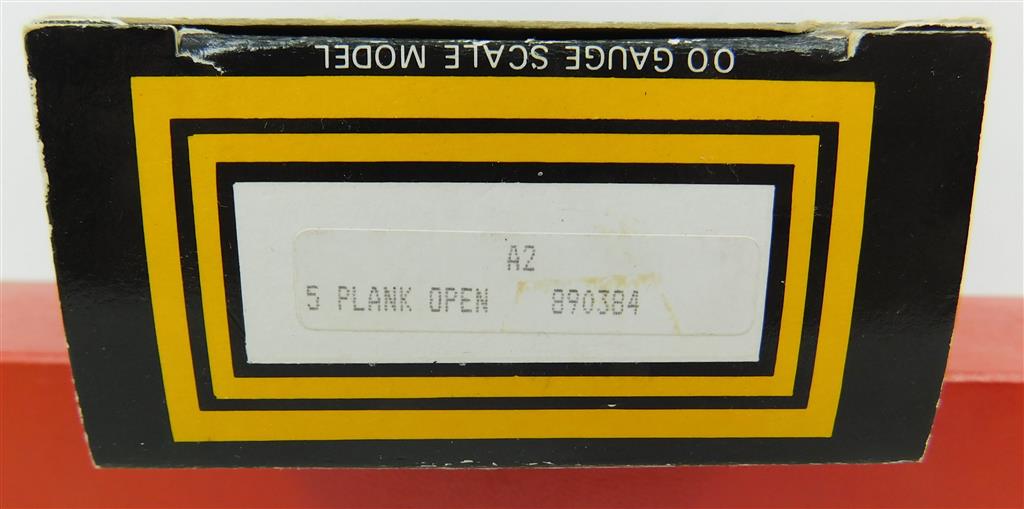 OO GAUGE SCALE MODEL
A2
5 PLANK OPEN 890384